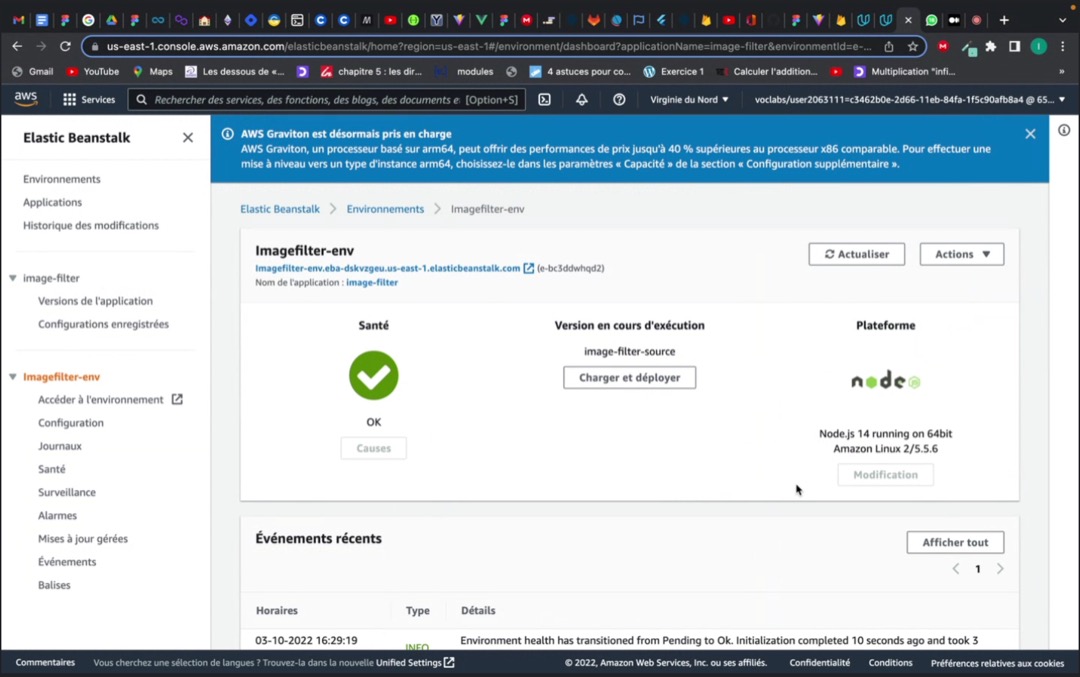 us-east-1.console.aws.amazon.com/elasticbeanstalk/home?region=us-east-1#/environment/dashboard?applicationName=image-filter&environmentId=e-...
Gmail YouTube Maps Les dessous de «... chapitre 5 : les dir... modules 4 astuces pour co... Exercice 1 Calculer l'addition... Multiplication "infi... »
aws Services Rechercher des services, des fonctions, des blogs, des documents e [Option+S] Virginie du Nord voclabs/user2063111=c3462b0e-2d66-11eb-84fa-1f5c90afb8a4 @ 65...
Elastic Beanstalk
Environnements
Applications
Historique des modifications
image-filter
Versions de l'application
Configurations enregistrées
Imagefilter-env
Accéder à l'environnement
Configuration
Journaux
Santé
Surveillance
Alarmes
Mises à jour gérées
Événements
Balises
AWS Graviton est désormais pris en charge
AWS Graviton, un processeur basé sur arm64, peut offrir des performances de prix jusqu'à 40 % supérieures au processeur x86 comparable. Pour effectuer une
mise à niveau vers un type d'instance arm64, choisissez-le dans les paramètres « Capacité » de la section « Configuration supplémentaire ».
Elastic Beanstalk > Environnements > Imagefilter-env
Imagefilter-env
Imagefilter-env.eba-dskvzgeu.us-east-1.elasticbeanstalk.com (e-bc3ddwhqd2)
Nom de l'application : image-filter
Actualiser Actions
Santé
OK
Causes
Version en cours d'exécution
image-filter-source
Charger et déployer
Plateforme
node JS
Node.js 14 running on 64bit
Amazon Linux 2/5.5.6
Modification
Événements récents
Afficher tout
1
Horaires Type Détails
03-10-2022 16:29:19 INFO Environment health has transitioned from Pending to Ok. Initialization completed 10 seconds ago and took 3
Commentaires Vous cherchez une sélection de langues ? Trouvez-la dans la nouvelle Unified Settings © 2022, Amazon Web Services, Inc. ou ses affiliés. Confidentialité Conditions Préférences relatives aux cookies